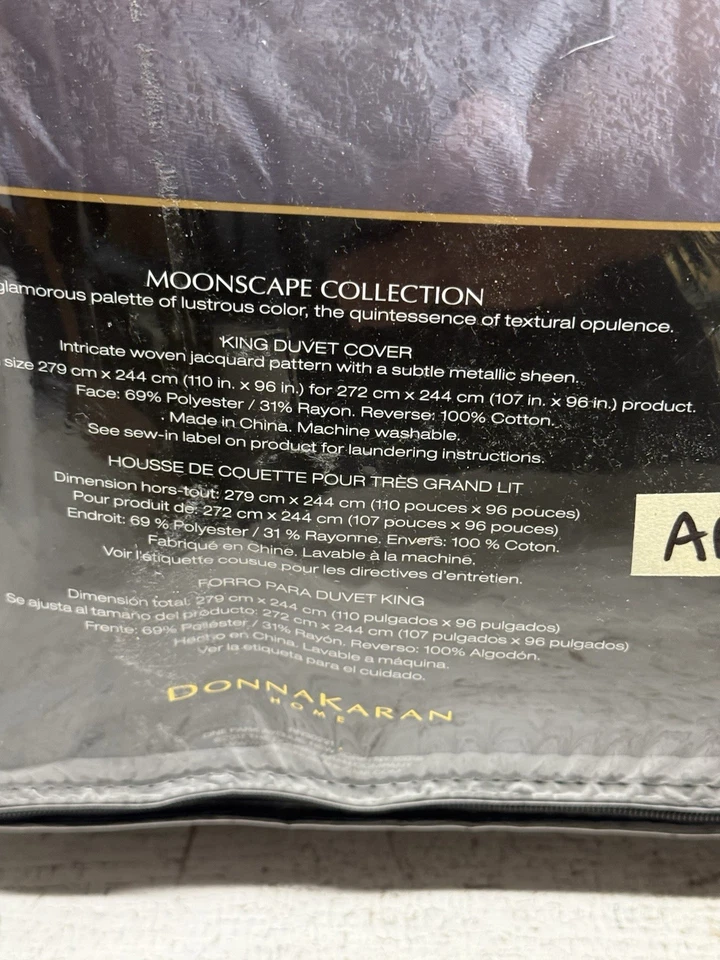 MOONSCAPE COLLECTION
glamorous palette of lustrous color, the quintessence of textural opulence.
KING DUVET COVER
Intricate woven jacquard pattern with a subtle metallic sheen.
size 279 cm x 244 cm (110 in. x 96 in.) for 272 cm x 244 cm (107 in. x 96 in.) product.
Face: 69% Polyester / 31% Rayon. Reverse: 100% Cotton.
Made in China. Machine washable.
See sew-in label on product for laundering instructions.
HOUSSE DE COUETTE POUR TRÈS GRAND LIT
Dimension hors-tout: 279 cm x 244 cm (110 pouces x 96 pouces)
Pour produit de: 272 cm x 244 cm (107 pouces x 96 pouces)
Endroit: 69 % Polyester / 31 % Rayonne. Envers: 100 % Coton.
Fabriqué en Chine. Lavable à la machine.
Voir l'étiquette cousue pour les directives d'entretien.
FORRO PARA DUVET KING
Dimensión total: 279 cm x 244 cm (110 pulgados x 96 pulgados)
Se ajusta al tamaño del producto: 272 cm x 244 cm (107 pulgados x 96 pulgados)
Frente: 69% Poliéster / 31% Rayón. Reverso: 100% Algodón.
Hecho en China. Lavable a máquina.
Ver la etiqueta para el cuidado.
DONNAKARAN
HOME